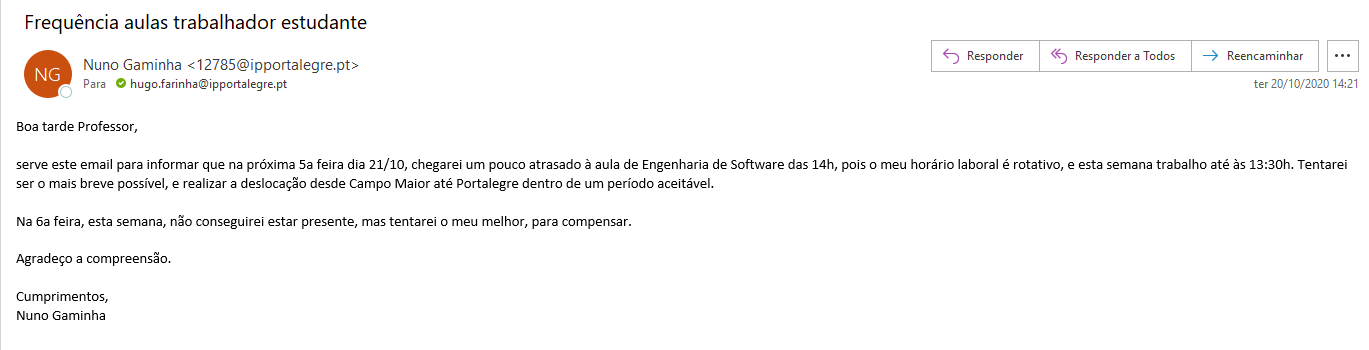 Frequência aulas trabalhador estudante
NG
Nuno Gaminha <12785@ipportalegre.pt>
Para hugo.farinha@ipportalegre.pt
Responder
Responder a Todos
Reencaminhar
ter 20/10/2020 14:21
Boa tarde Professor,
serve este email para informar que na próxima 5a feira dia 21/10, chegarei um pouco atrasado à aula de Engenharia de Software das 14h, pois o meu horário laboral é rotativo, e esta semana trabalho até às 13:30h. Tentarei
ser o mais breve possível, e realizar a deslocação desde Campo Maior até Portalegre dentro de um período aceitável.
Na 6a feira, esta semana, não conseguirei estar presente, mas tentarei o meu melhor, para compensar.
Agradeço a compreensão.
Cumprimentos,
Nuno Gaminha